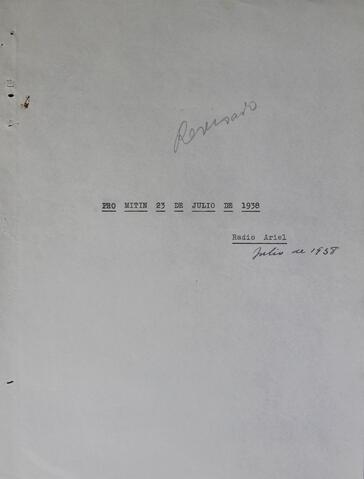 Revisado
PRO MITIN 23 DE JULIO DE 1938
Radio Ariel
Julio de 1938